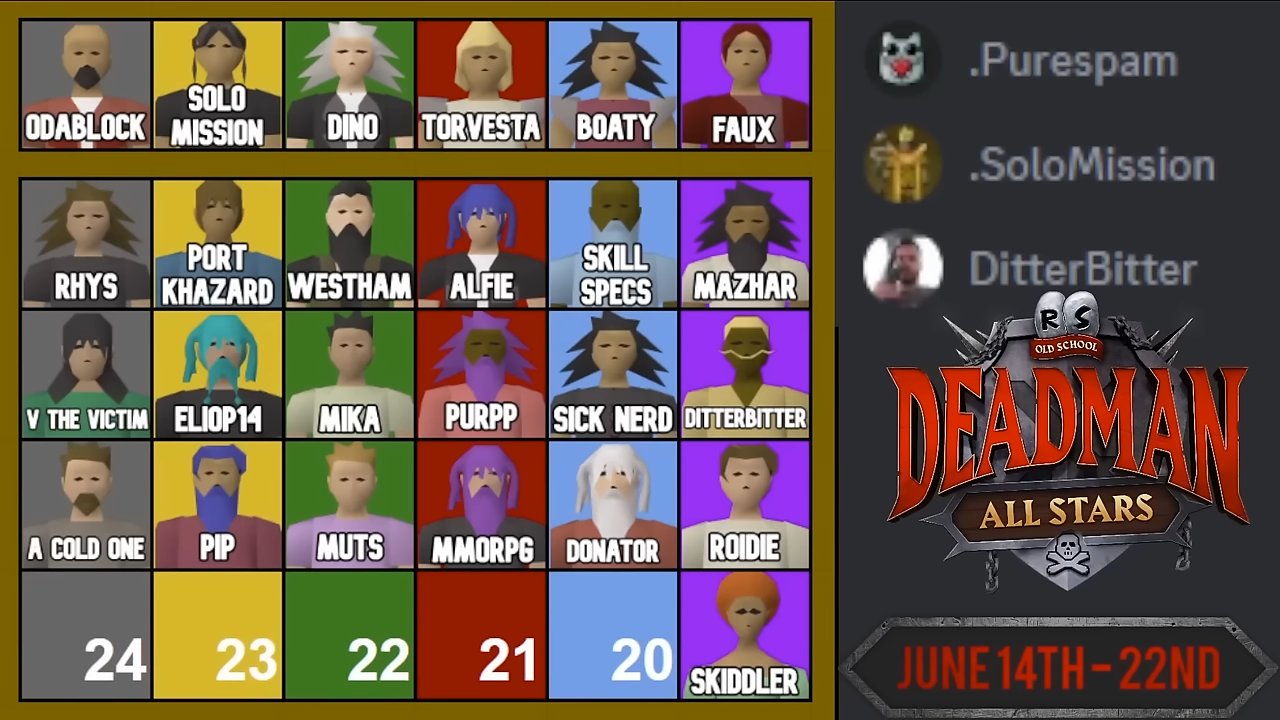 ODABLOCK
SOLO
MISSION
DINO
TORVESTA
BOATY
FAUX
RHYS
PORT
KHAZARD
WESTHAM
ALFIE
SKILL
SPECS
MAZHAR
V THE VICTIM
ELIOP14
MIKA
PURPP
SICK NERD
DITTERBITTER
A COLD ONE
PIP
MUTS
MMORPG
DONATOR
ROIDIE
24
23
22
21
20
SKIDDLER
.Purespam
.SoloMission
DitterBitter
RS
OLD SCHOOL
DEADMAN
ALL STARS
JUNE 14TH - 22ND